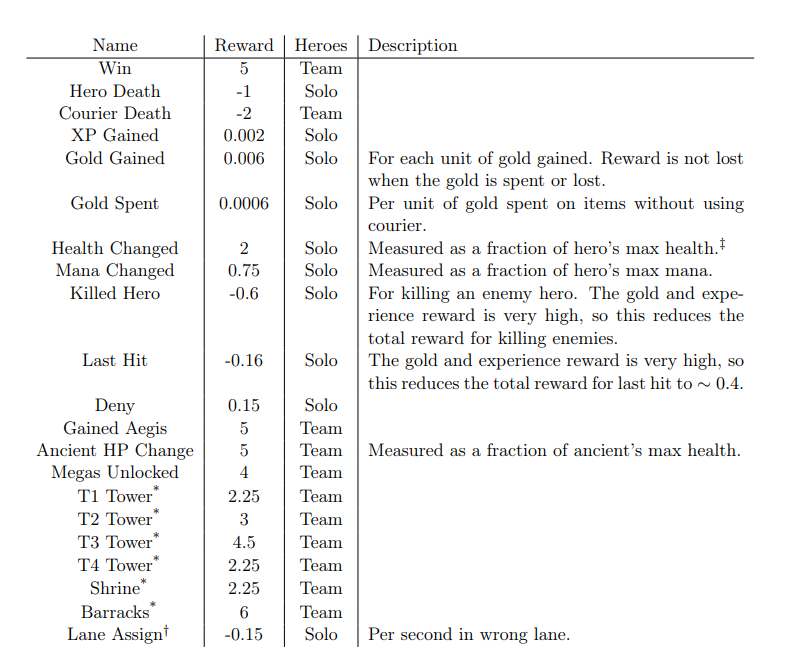 Name Reward Heroes Description
Win 5 Team
Hero Death -1 Solo
Courier Death -2 Team
XP Gained 0.002 Solo
Gold Gained 0.006 Solo For each unit of gold gained. Reward is not lost
when the gold is spent or lost.
Gold Spent 0.0006 Solo Per unit of gold spent on items without using
courier.
Health Changed 2 Solo Measured as a fraction of hero's max health.‡
Mana Changed 0.75 Solo Measured as a fraction of hero's max mana.
Killed Hero -0.6 Solo For killing an enemy hero. The gold and expe-
rience reward is very high, so this reduces the
total reward for killing enemies.
Last Hit -0.16 Solo The gold and experience reward is very high, so
this reduces the total reward for last hit to ∼ 0.4.
Deny 0.15 Solo
Gained Aegis 5 Team
Ancient HP Change 5 Team Measured as a fraction of ancient's max health.
Megas Unlocked 4 Team
T1 Tower* 2.25 Team
T2 Tower* 3 Team
T3 Tower* 4.5 Team
T4 Tower* 2.25 Team
Shrine* 2.25 Team
Barracks* 6 Team
Lane Assign† -0.15 Solo Per second in wrong lane.